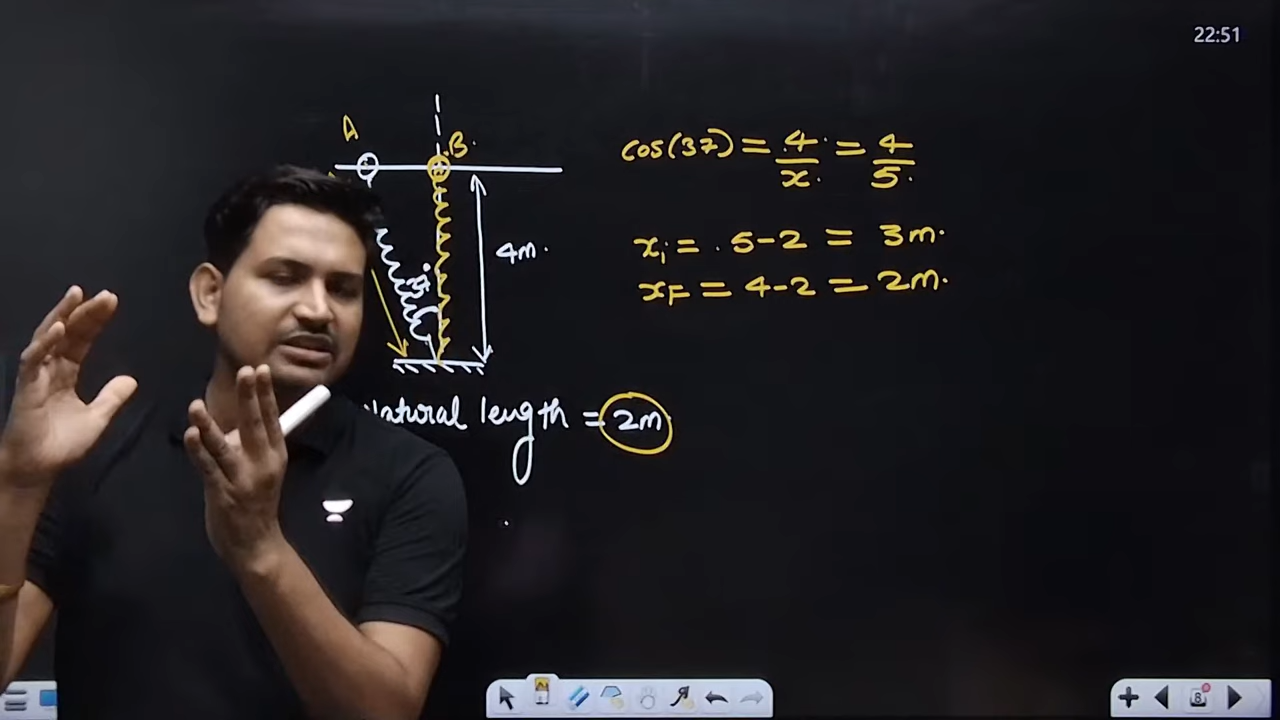 22:51
A
B.
cos(37) = 4/x = 4/5
xi = 5-2 = 3m.
4m.
xF = 4-2 = 2m.
Natural length = 2m
8